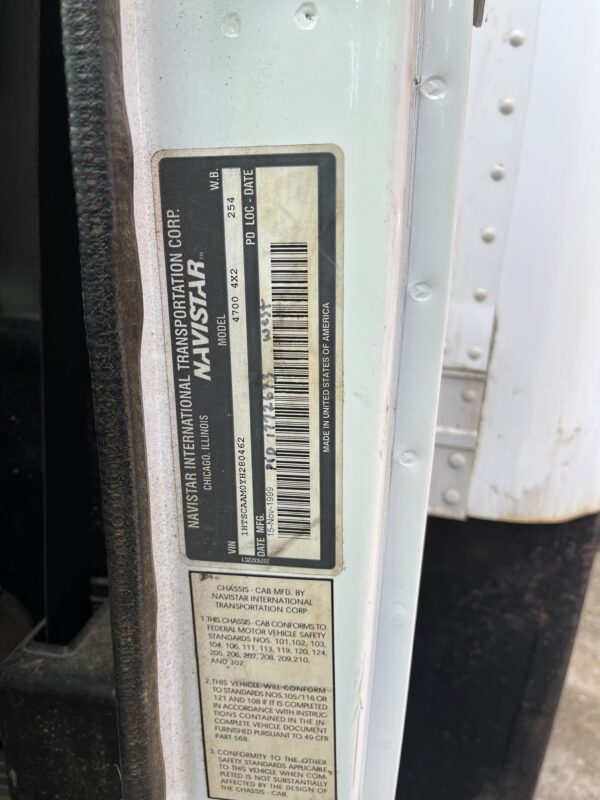 NAVISTAR INTERNATIONAL TRANSPORTATION CORP.
CHICAGO, ILLINOIS
NAVISTAR™
MODEL
W.B.
VIN
1HTSCAAM0YH280462
4700 4X2
254
DATE MFG.
PD LOC - DATE
15-Nov-1999
PID 1772673 West
MADE IN UNITED STATES OF AMERICA
CHASSIS - CAB MFD. BY
NAVISTAR INTERNATIONAL
TRANSPORTATION CORP.
1. THIS CHASSIS - CAB CONFORMS TO
FEDERAL MOTOR VEHICLE SAFETY
STANDARDS NOS. 101, 102, 103,
104, 106, 111, 113, 119, 120, 124,
205, 206, 207, 208, 209, 210,
AND 302.
2. THIS VEHICLE WILL CONFORM
TO STANDARDS NOS. 105/116 OR
121 AND 108 IF IT IS COMPLETED
IN ACCORDANCE WITH INSTRUC-
TIONS CONTAINED IN THE IN-
COMPLETE VEHICLE DOCUMENT
FURNISHED PURSUANT TO 49 CFR
PART 568.
3. CONFORMITY TO THE OTHER
SAFETY STANDARDS APPLICABLE
TO THIS VEHICLE WHEN COM-
PLETED IS NOT SUBSTANTIALLY
AFFECTED BY THE DESIGN OF
THE CHASSIS - CAB.